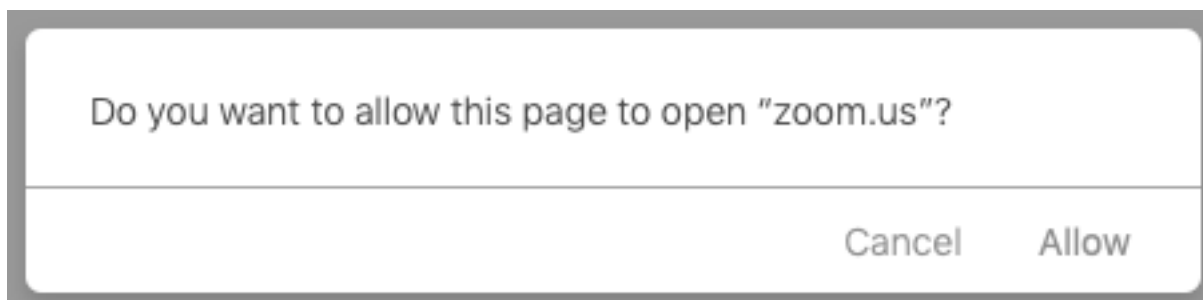 Do you want to allow this page to open “zoom.us”?
Cancel Allow